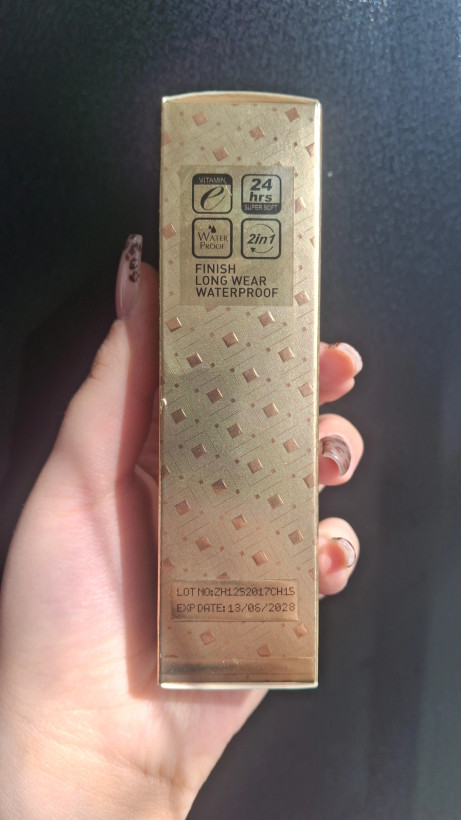 VITAMIN
e
24
hrs
SUPER SOFT
WATER
PROOF
2in1
FINISH
LONG WEAR
WATERPROOF
LOT NO:ZH1252017CH15
EXP DATE: 13/06/2028